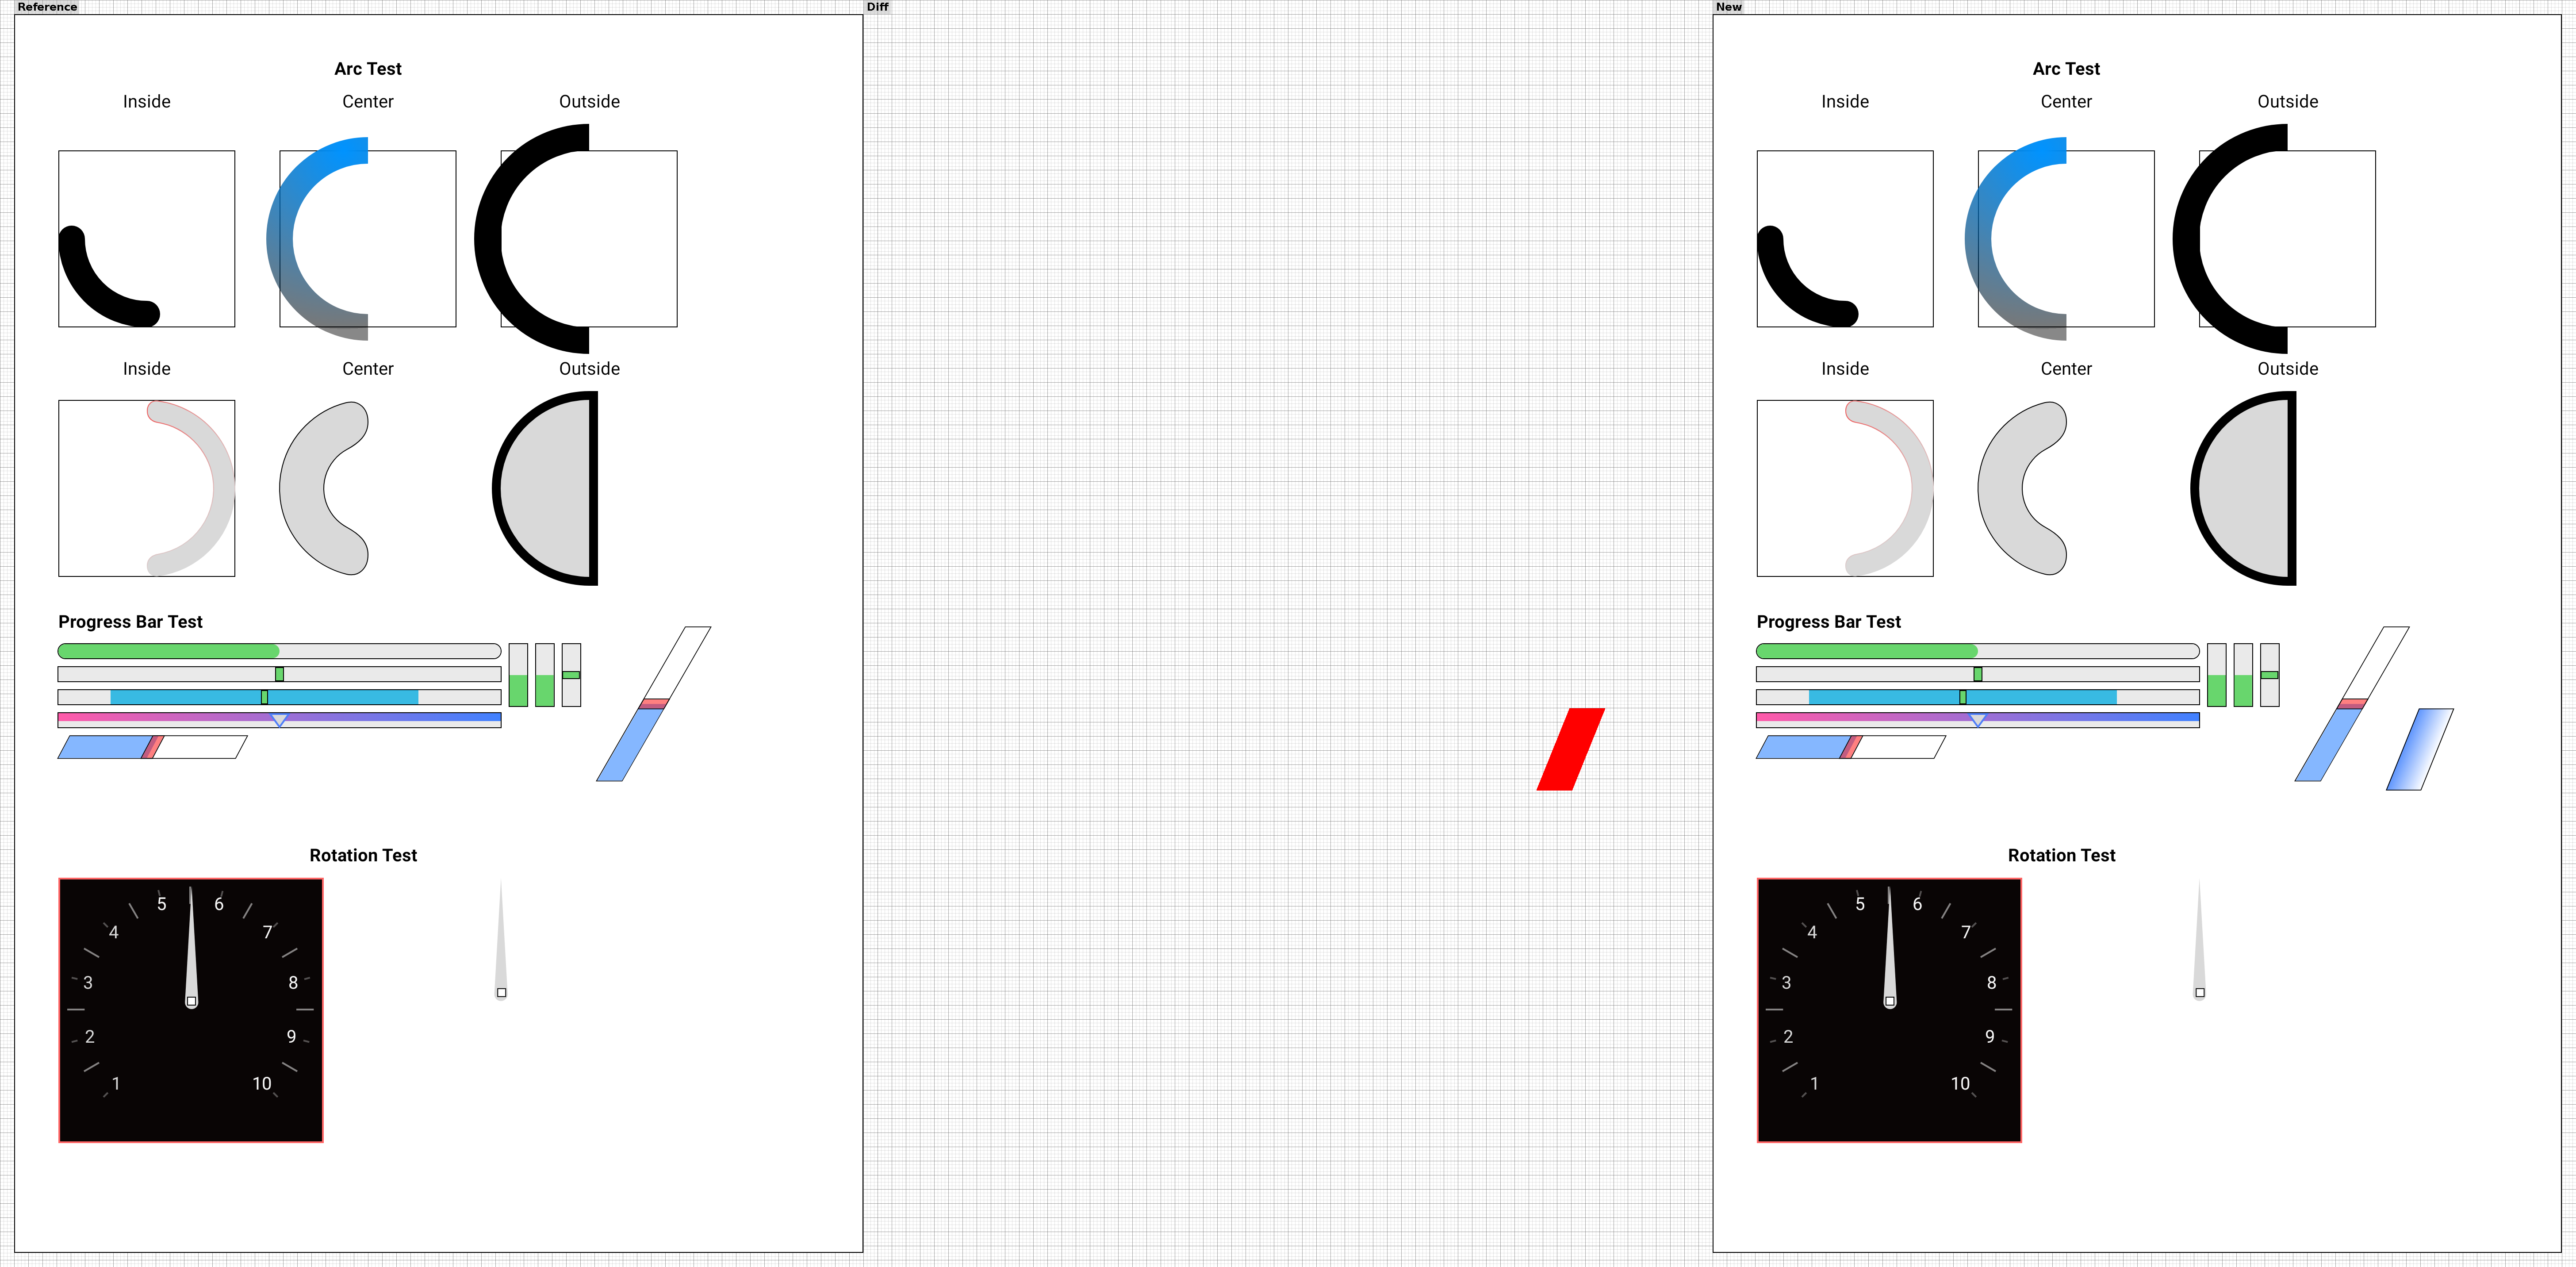 Reference
Diff
New
Arc Test
Inside Center Outside
Inside Center Outside
Progress Bar Test
Rotation Test
5 6
4 7
3 8
2 9
1 10
Arc Test
Inside Center Outside
Inside Center Outside
Progress Bar Test
Rotation Test
5 6
4 7
3 8
2 9
1 10